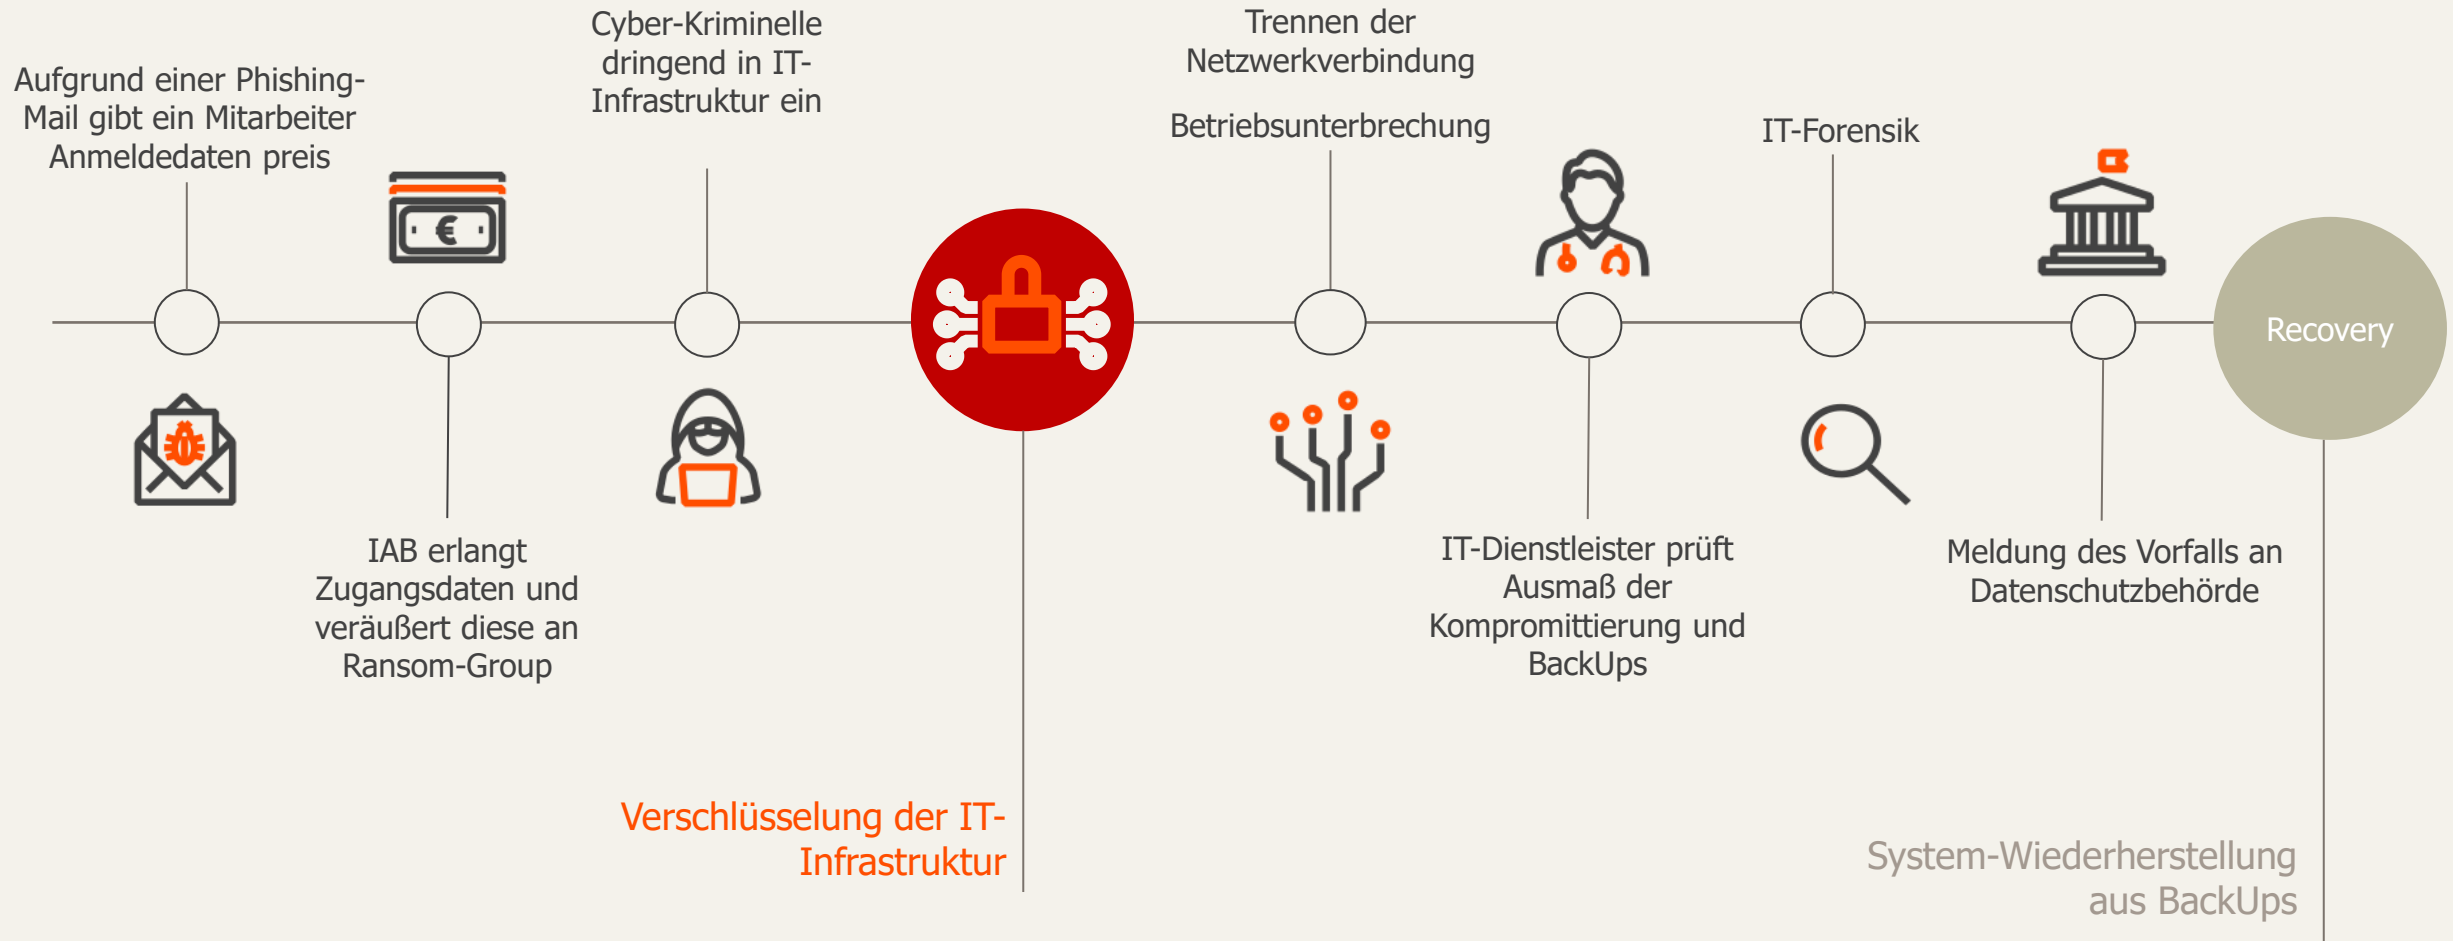 Aufgrund einer Phishing-
Mail gibt ein Mitarbeiter
Anmeldedaten preis
IAB erlangt
Zugangsdaten und
veräußert diese an
Ransom-Group
Cyber-Kriminelle
dringend in IT-
Infrastruktur ein
Verschlüsselung der IT-
Infrastruktur
Trennen der
Netzwerkverbindung
Betriebsunterbrechung
IT-Dienstleister prüft
Ausmaß der
Kompromittierung und
BackUps
IT-Forensik
Meldung des Vorfalls an
Datenschutzbehörde
Recovery
System-Wiederherstellung
aus BackUps